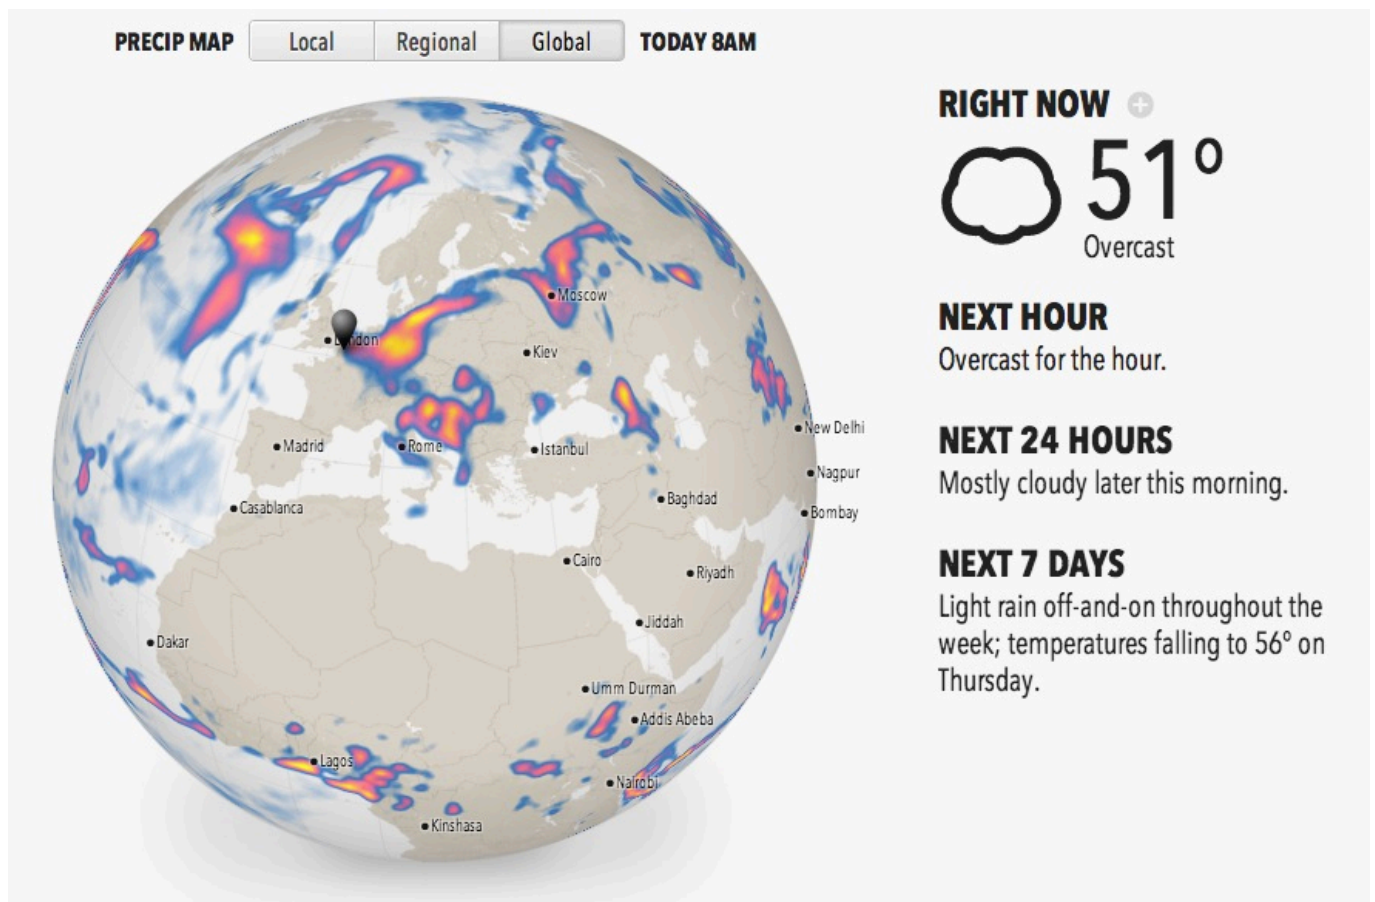 PRECIP MAP Local Regional Global TODAY 8AM
RIGHT NOW
51°
Overcast
NEXT HOUR
Overcast for the hour.
NEXT 24 HOURS
Mostly cloudy later this morning.
NEXT 7 DAYS
Light rain off-and-on throughout the
week; temperatures falling to 56° on
Thursday.
Moscow
London
Kiev
New Delhi
Madrid
Rome
Istanbul
Nagpur
Baghdad
Casablanca
Bombay
Cairo
Riyadh
Jiddah
Dakar
Umm Durman
Addis Abeba
Lagos
Nairobi
Kinshasa